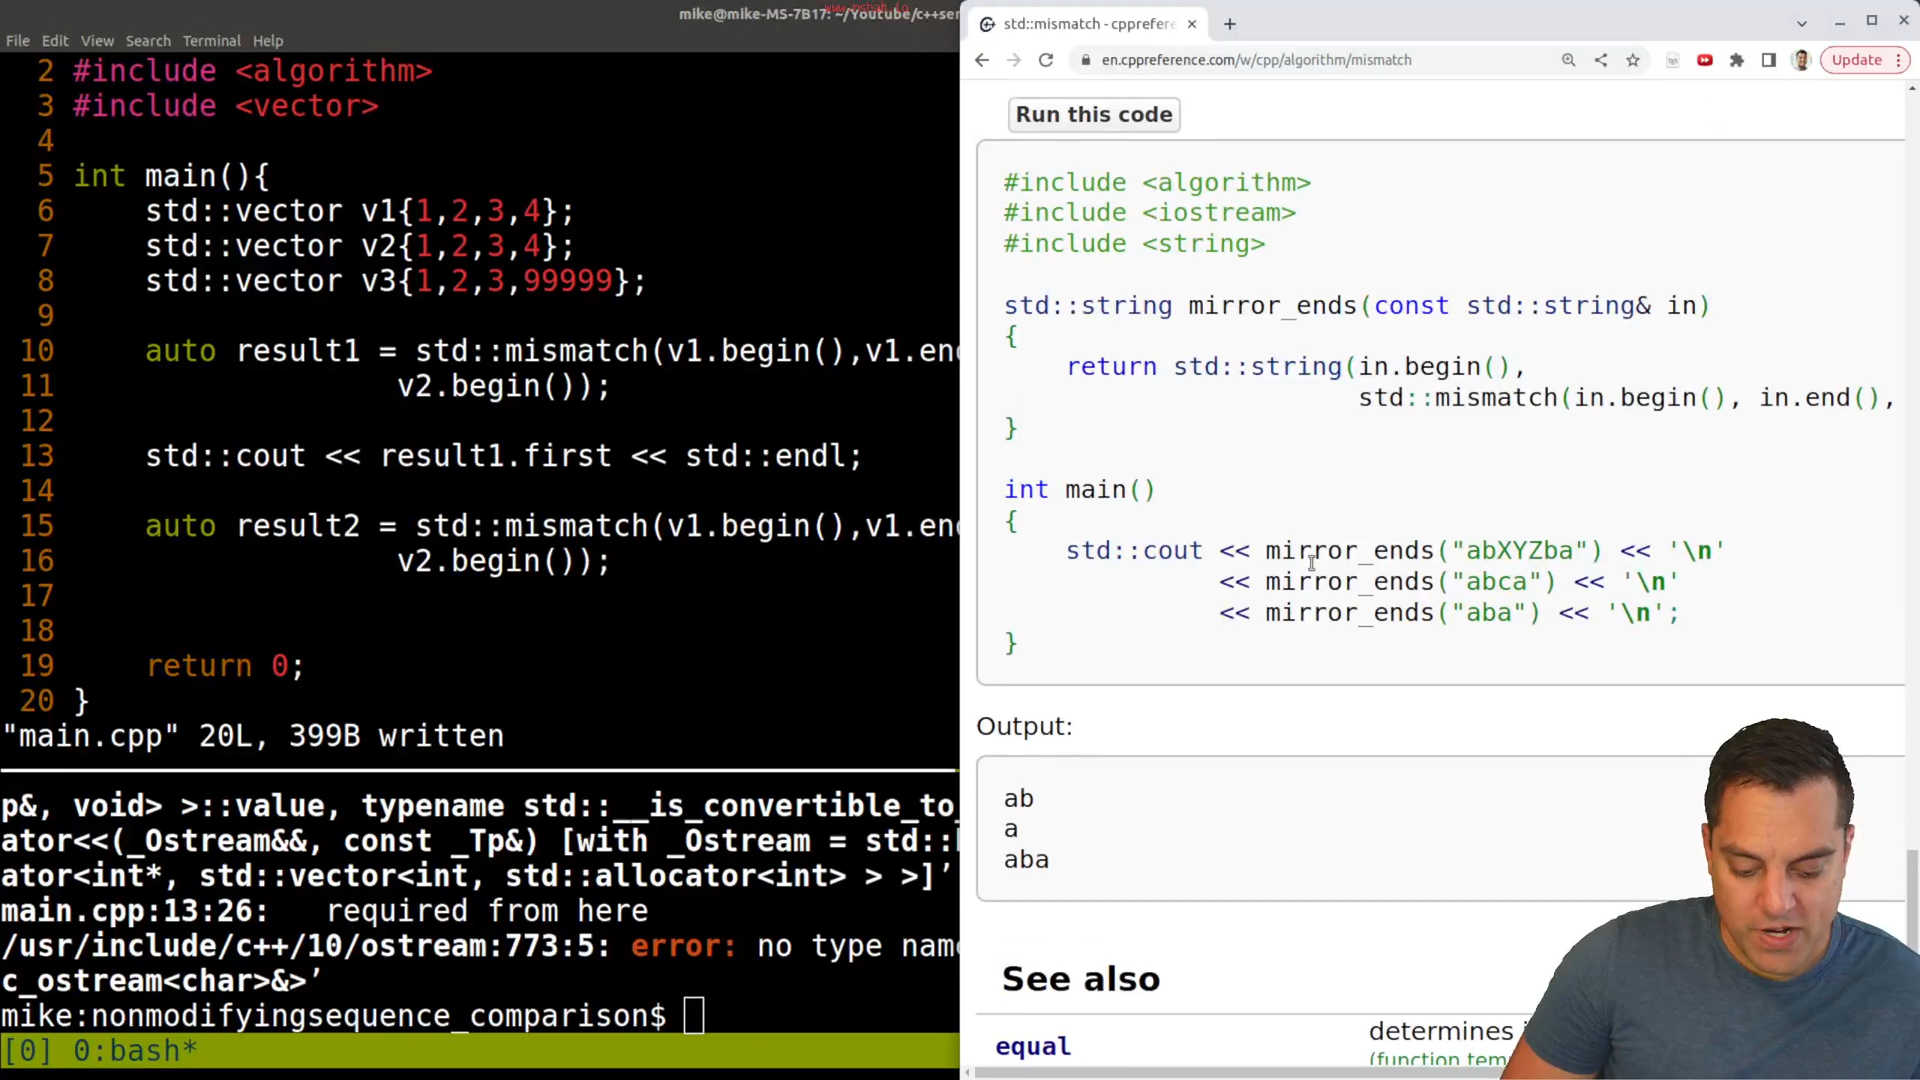 mike@mike-MS-7B17: ~/Youtube/c++ser
www.mshah.io
File Edit View Search Terminal Help
2 #include <algorithm>
3 #include <vector>
4
5 int main(){
6 std::vector v1{1,2,3,4};
7 std::vector v2{1,2,3,4};
8 std::vector v3{1,2,3,99999};
9
10 auto result1 = std::mismatch(v1.begin(),v1.en
11 v2.begin());
12
13 std::cout << result1.first << std::endl;
14
15 auto result2 = std::mismatch(v1.begin(),v1.en
16 v2.begin());
17
18
19 return 0;
20 }
"main.cpp" 20L, 399B written
p&, void> >::value, typename std::__is_convertible_to_
ator<<(_Ostream&&, const _Tp&) [with _Ostream = std::
ator<int*, std::vector<int, std::allocator<int> > >]’
main.cpp:13:26:   required from here
/usr/include/c++/10/ostream:773:5: error: no type nam
c_ostream<char>&>’
mike:nonmodifyingsequence_comparison$
[0] 0:bash*
std::mismatch - cpprefere
en.cppreference.com/w/cpp/algorithm/mismatch
Update
Run this code
#include <algorithm>
#include <iostream>
#include <string>
std::string mirror_ends(const std::string& in)
{
return std::string(in.begin(),
std::mismatch(in.begin(), in.end(),
}
int main()
{
std::cout << mirror_ends("abXYZba") << '\n'
<< mirror_ends("abca") << '\n'
<< mirror_ends("aba") << '\n';
}
Output:
ab
a
aba
See also
equal
determines
(function tem